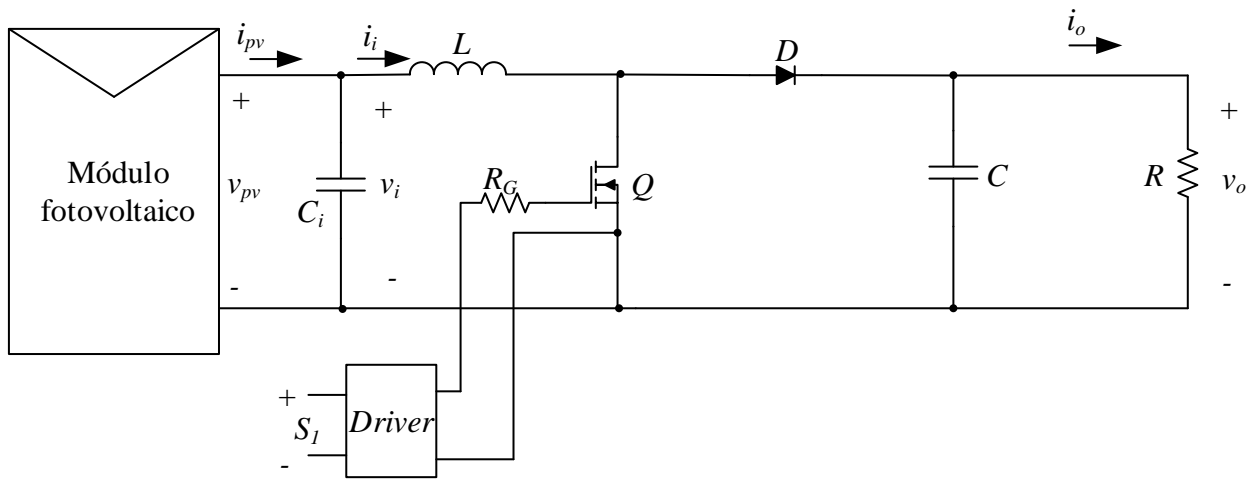 i_pv
i_i
L
D
i_o
+
+
+
Módulo
fotovoltaico
v_pv
C_i
v_i
R_G
Q
C
R
v_o
-
-
-
+
S_1
Driver
-